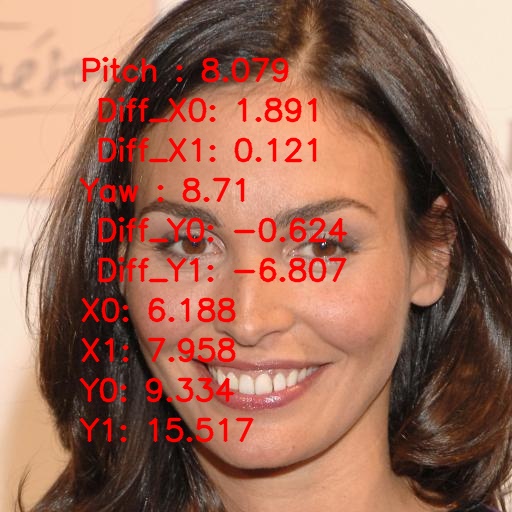 Pitch : 8.079
Diff_X0: 1.891
Diff_X1: 0.121
Yaw : 8.71
Diff_Y0: −0.624
Diff_Y1: −6.807
X0: 6.188
X1: 7.958
Y0: 9.334
Y1: 15.517